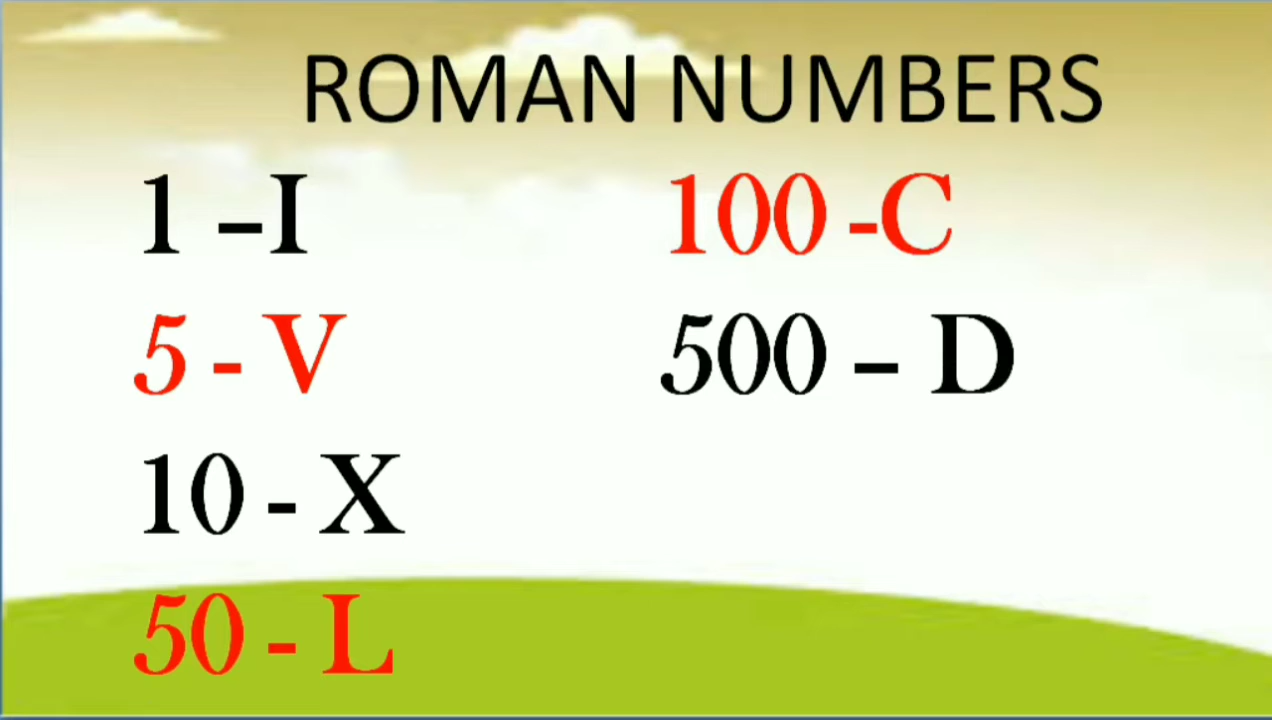 ROMAN NUMBERS
1 –I
5 - V
10 - X
50 - L
100 -C
500 – D